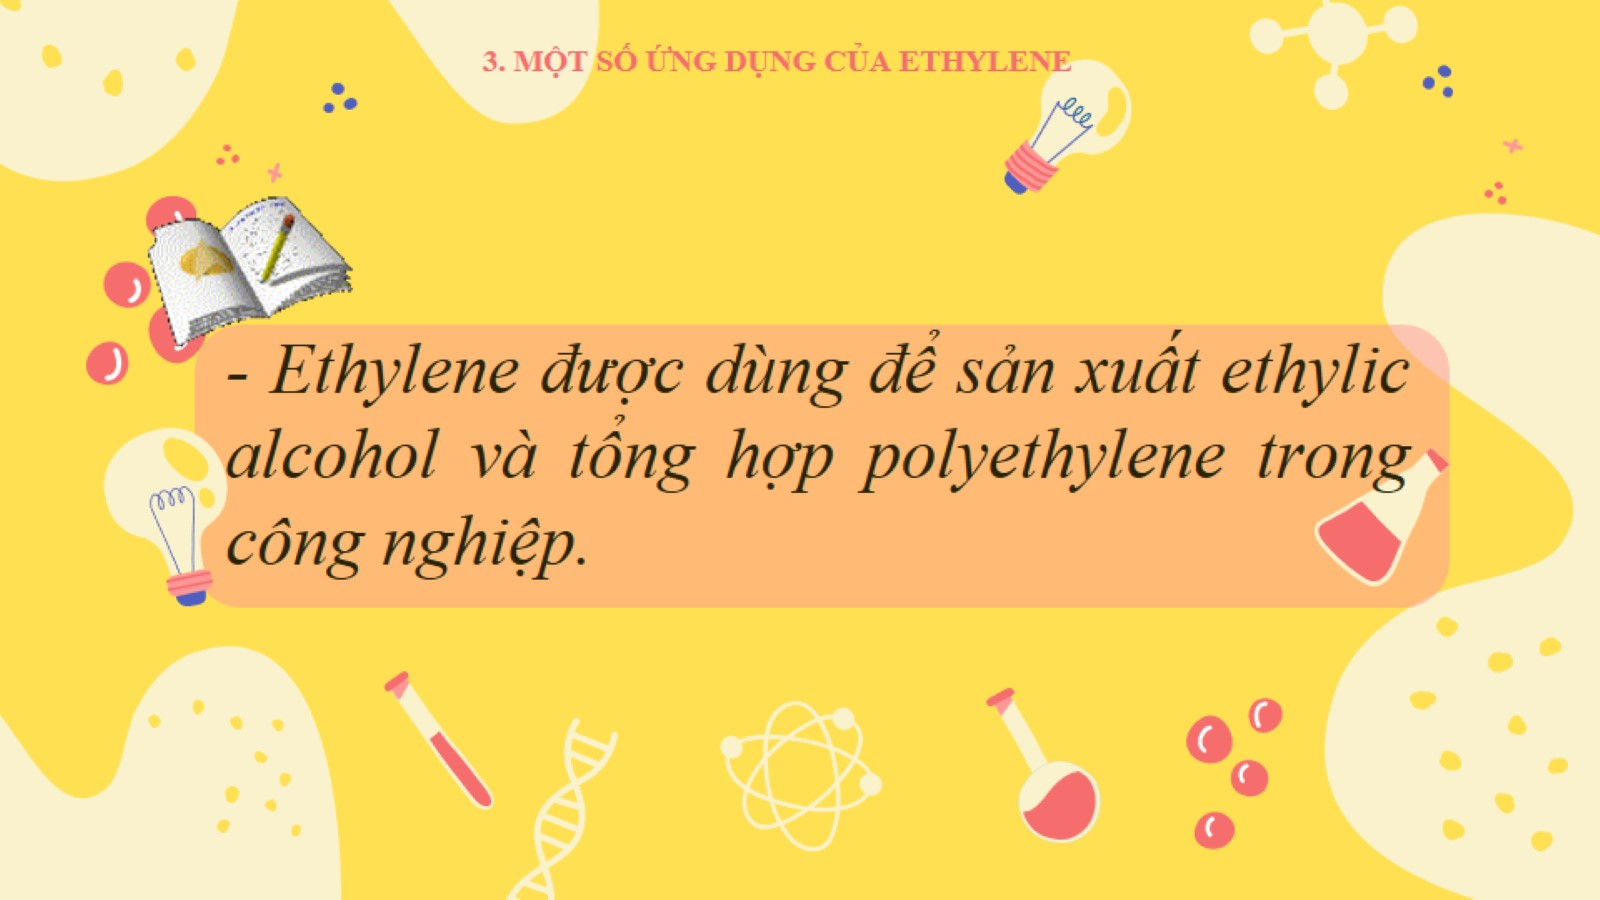 3. MỘT SỐ ỨNG DỤNG CỦA ETHYLENE
- Ethylene được dùng để sản xuất ethylic
alcohol và tổng hợp polyethylene trong
công nghiệp.